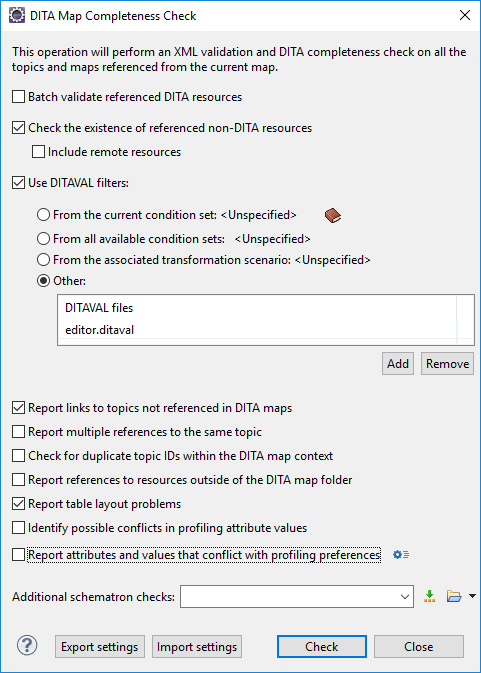 DITA Map Completeness Check
This operation will perform an XML validation and DITA completeness check on all the
topics and maps referenced from the current map.
Batch validate referenced DITA resources
Check the existence of referenced non-DITA resources
Include remote resources
Use DITAVAL filters:
From the current condition set: <Unspecified>
From all available condition sets: <Unspecified>
From the associated transformation scenario: <Unspecified>
Other:
DITAVAL files
editor.ditaval
Add Remove
Report links to topics not referenced in DITA maps
Report multiple references to the same topic
Check for duplicate topic IDs within the DITA map context
Report references to resources outside of the DITA map folder
Report table layout problems
Identify possible conflicts in profiling attribute values
Report attributes and values that conflict with profiling preferences
Additional schematron checks:
? Export settings Import settings Check Close